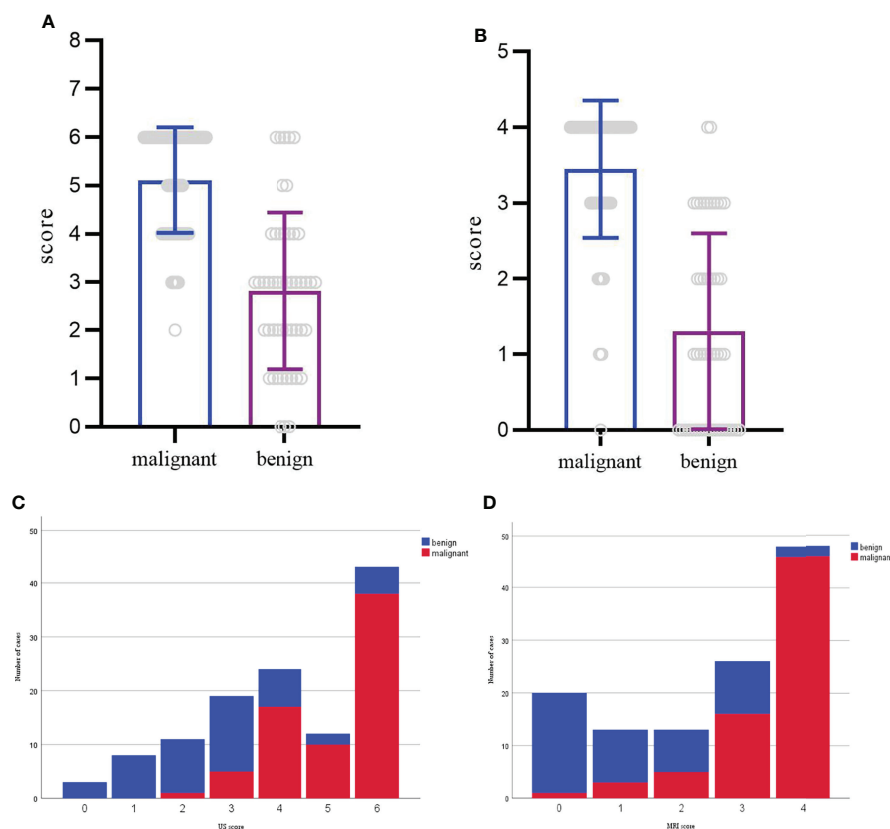 A
8
7
6
5
4
3
2
1
0
score
malignant benign
B
5
4
3
2
1
0
score
malignant benign
C
50
40
30
20
10
0
Number of cases
0 1 2 3 4 5 6
US score
benign
malignant
D
50
40
30
20
10
0
Number of cases
0 1 2 3 4
MRI score
benign
malignan